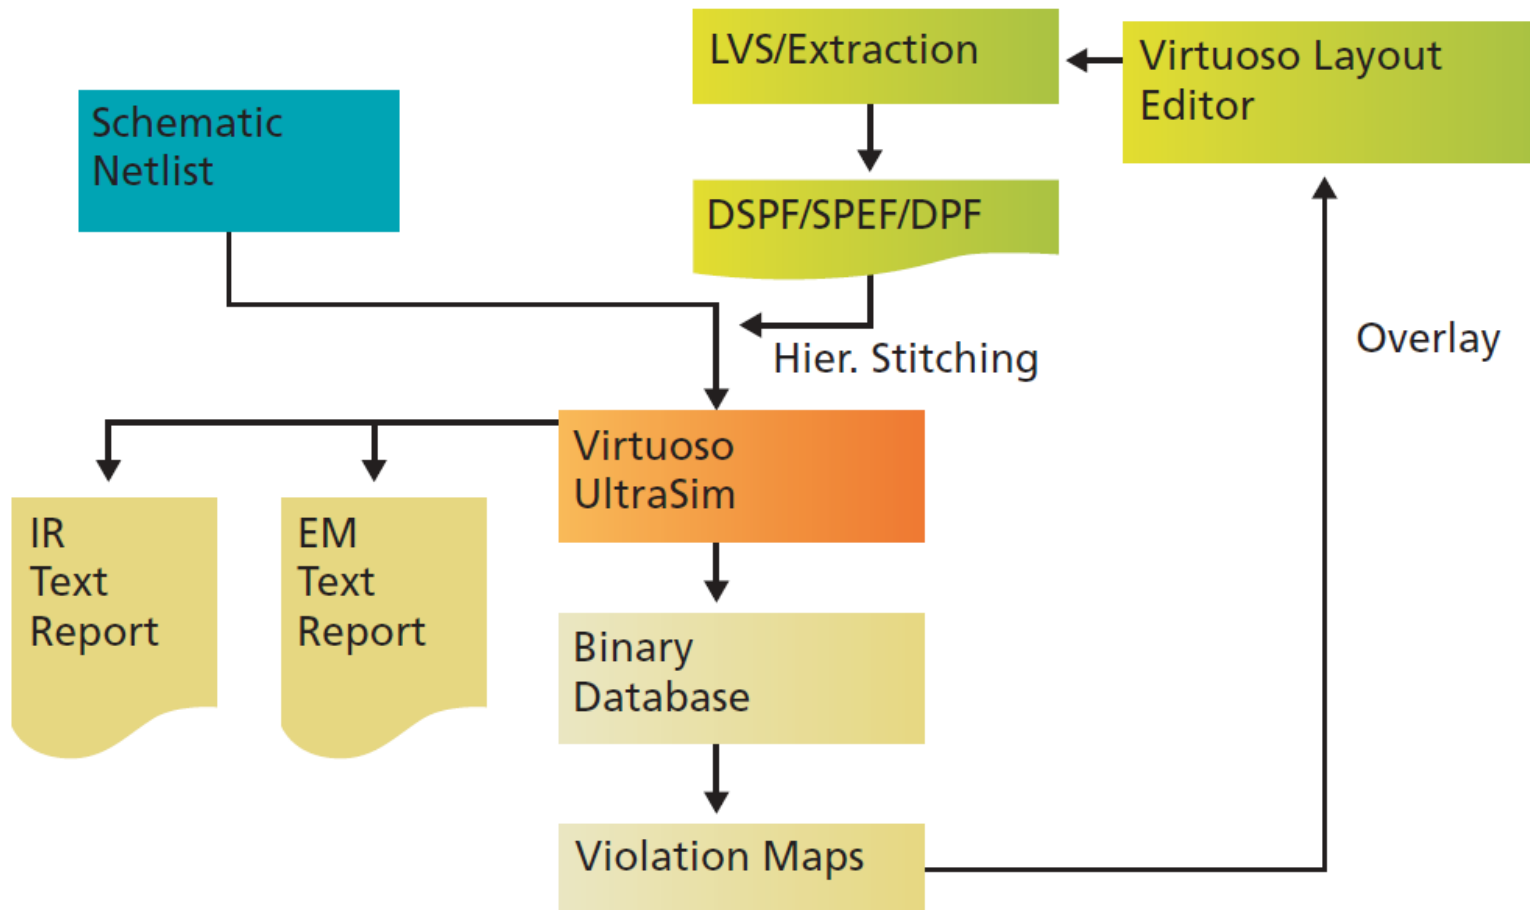 LVS/Extraction
Virtuoso Layout
Editor
Schematic
Netlist
DSPF/SPEF/DPF
Hier. Stitching
Overlay
Virtuoso
UltraSim
IR
Text
Report
EM
Text
Report
Binary
Database
Violation Maps